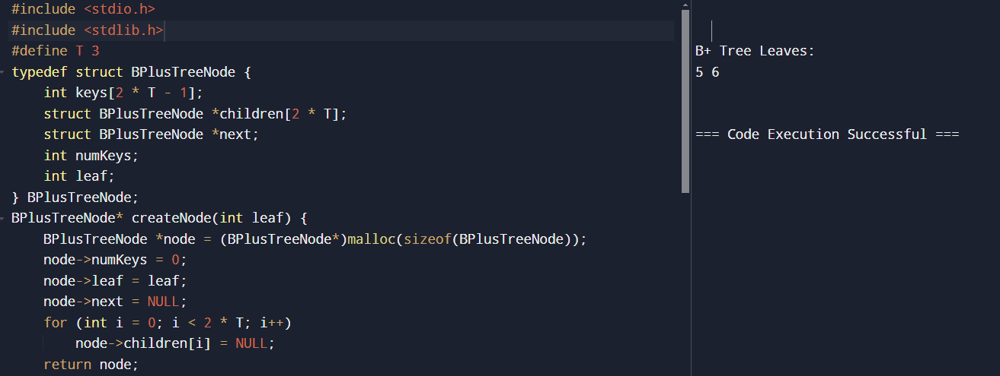 #include <stdio.h>
#include <stdlib.h>
#define T 3
typedef struct BPlusTreeNode {
    int keys[2 * T - 1];
    struct BPlusTreeNode *children[2 * T];
    struct BPlusTreeNode *next;
    int numKeys;
    int leaf;
} BPlusTreeNode;
BPlusTreeNode* createNode(int leaf) {
    BPlusTreeNode *node = (BPlusTreeNode*)malloc(sizeof(BPlusTreeNode));
    node->numKeys = 0;
    node->leaf = leaf;
    node->next = NULL;
    for (int i = 0; i < 2 * T; i++)
        node->children[i] = NULL;
    return node;
B+ Tree Leaves:
5 6
=== Code Execution Successful ===